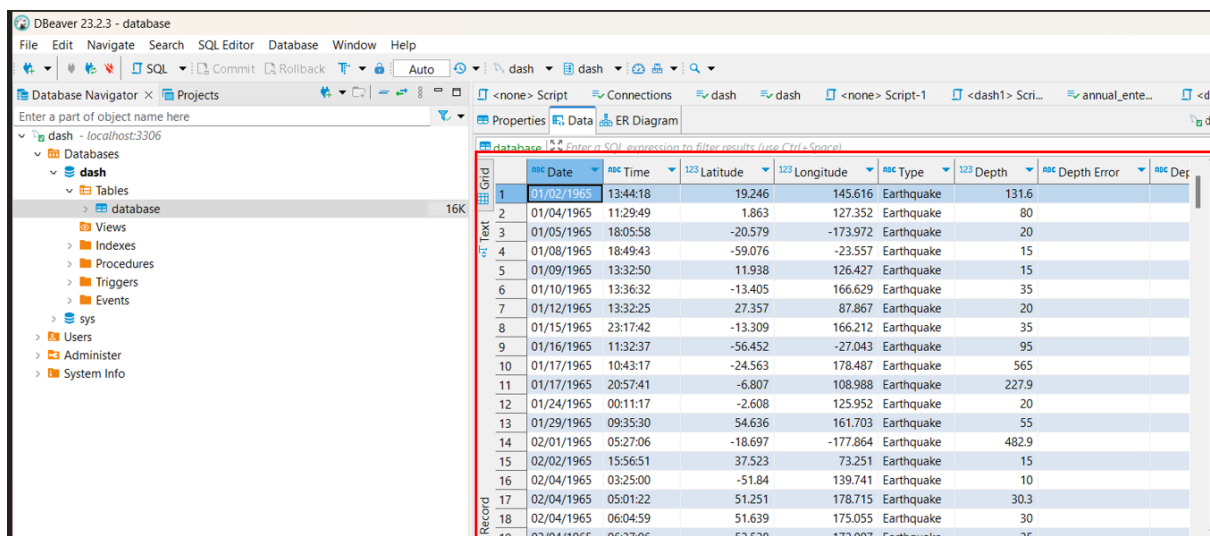 DBeaver 23.2.3 - database
File Edit Navigate Search SQL Editor Database Window Help
SQL Commit Rollback Auto dash dash
Database Navigator Projects
<none> Script Connections dash dash <none> Script-1 <dash1> Scri... annual_ente...
Enter a part of object name here
Properties Data ER Diagram
dash - localhost:3306
Databases
dash
Tables
database 16K
Views
Indexes
Procedures
Triggers
Events
sys
Users
Administer
System Info
database Enter a SQL expression to filter results (use Ctrl+Space)
Grid
Text
Record
ABC Date ABC Time 123 Latitude 123 Longitude ABC Type 123 Depth ABC Depth Error ABC Dep
1 01/02/1965 13:44:18 19.246 145.616 Earthquake 131.6
2 01/04/1965 11:29:49 1.863 127.352 Earthquake 80
3 01/05/1965 18:05:58 -20.579 -173.972 Earthquake 20
4 01/08/1965 18:49:43 -59.076 -23.557 Earthquake 15
5 01/09/1965 13:32:50 11.938 126.427 Earthquake 15
6 01/10/1965 13:36:32 -13.405 166.629 Earthquake 35
7 01/12/1965 13:32:25 27.357 87.867 Earthquake 20
8 01/15/1965 23:17:42 -13.309 166.212 Earthquake 35
9 01/16/1965 11:32:37 -56.452 -27.043 Earthquake 95
10 01/17/1965 10:43:17 -24.563 178.487 Earthquake 565
11 01/17/1965 20:57:41 -6.807 108.988 Earthquake 227.9
12 01/24/1965 00:11:17 -2.608 125.952 Earthquake 20
13 01/29/1965 09:35:30 54.636 161.703 Earthquake 55
14 02/01/1965 05:27:06 -18.697 -177.864 Earthquake 482.9
15 02/02/1965 15:56:51 37.523 73.251 Earthquake 15
16 02/04/1965 03:25:00 -51.84 139.741 Earthquake 10
17 02/04/1965 05:01:22 51.251 178.715 Earthquake 30.3
18 02/04/1965 06:04:59 51.639 175.055 Earthquake 30